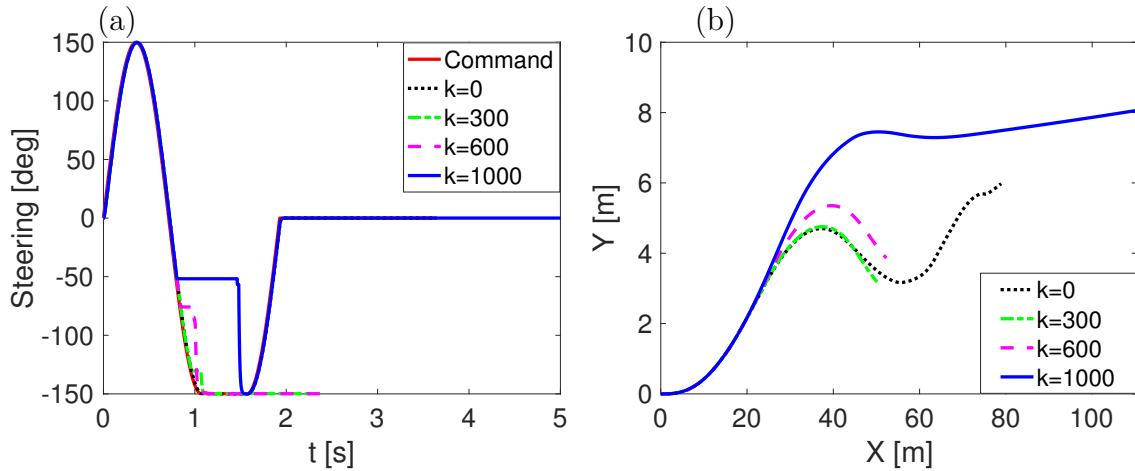 (a)
150
100
50
0
-50
-100
-150
Steering [deg]
0
1
2
3
4
5
t [s]
Command
k=0
k=300
k=600
k=1000
(b)
10
8
6
4
2
0
Y [m]
0
20
40
60
80
100
X [m]
k=0
k=300
k=600
k=1000